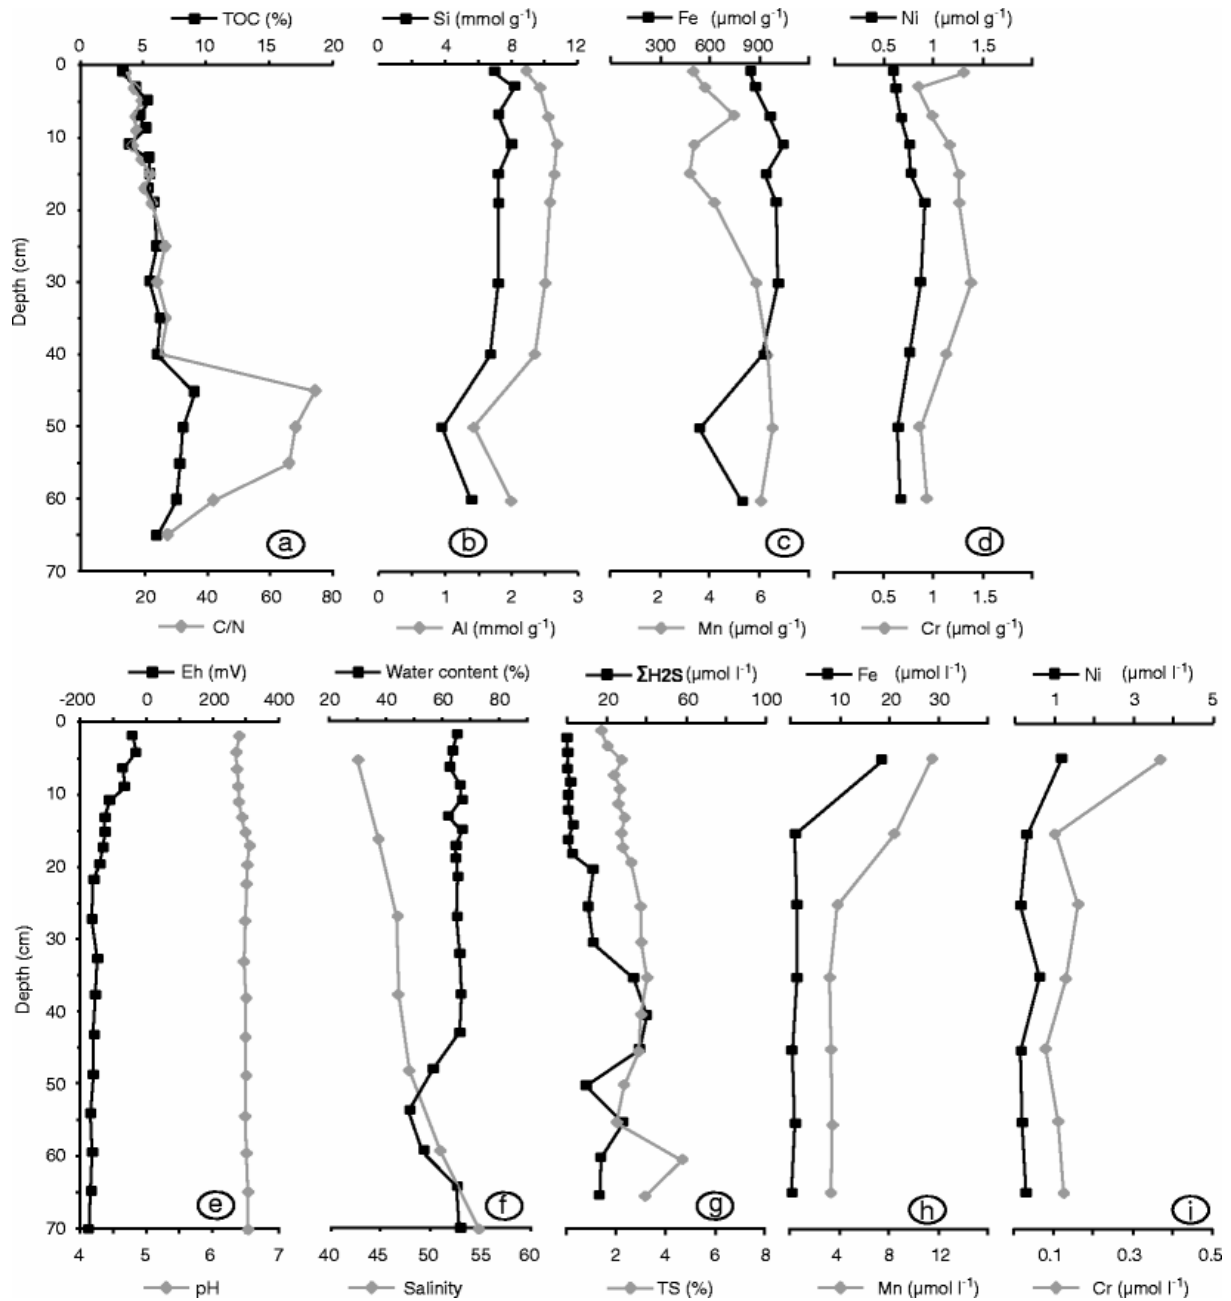 TOC (%) Si (mmol g-1) Fe (μmol g-1) Ni (μmol g-1)
0 5 10 15 20 0 4 8 12 300 600 900 0.5 1 1.5
0
10
20
30
40
50
60
70
Depth (cm)
a b c d
20 40 60 80 0 1 2 3 2 4 6 0.5 1 1.5
C/N Al (mmol g-1) Mn (μmol g-1) Cr (μmol g-1)
Eh (mV) Water content (%) ΣH2S (μmol l-1) Fe (μmol l-1) Ni (μmol l-1)
-200 0 200 400 20 40 60 80 20 40 60 80 100 10 20 30 1 3 5
0
10
20
30
40
50
60
70
Depth (cm)
e f g h i
4 5 6 7 40 45 50 55 60 2 4 6 8 4 8 12 0.1 0.3 0.5
pH Salinity TS (%) Mn (μmol l-1) Cr (μmol l-1)